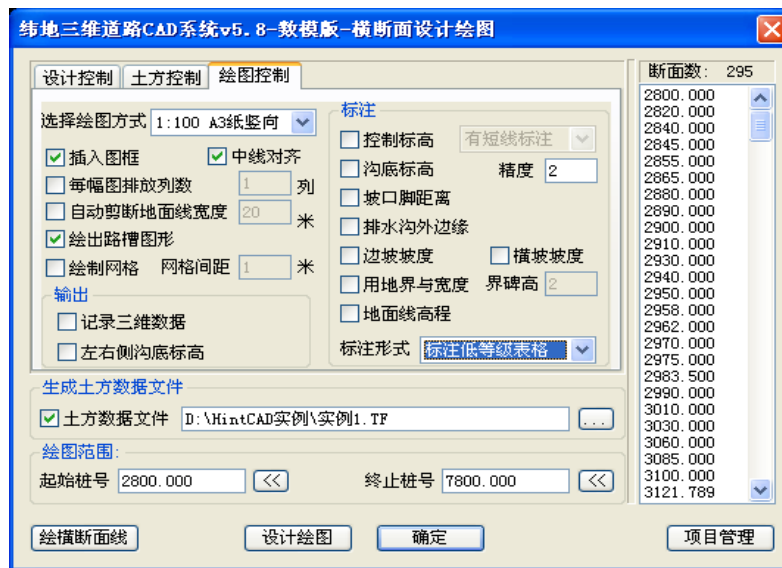 纬地三维道路CAD系统v5.8-数模版-横断面设计绘图
设计控制 土方控制 绘图控制
选择绘图方式 1:100 A3纸竖向
插入图框 中线对齐
每幅图排放列数 1 列
自动剪断地面线宽度 20 米
绘出路槽图形
绘制网格 网格间距 1 米
输出
记录三维数据
左右侧沟底标高
标注
控制标高 有短线标注
沟底标高 精度 2
坡口脚距离
排水沟外边缘
边坡坡度 横坡坡度
用地界与宽度 界碑高 2
地面线高程
标注形式 标注低等级表格
生成土方数据文件
土方数据文件 D:\HintCAD实例\实例1.TF ...
绘图范围:
起始桩号 2800.000 << 终止桩号 7800.000 <<
绘横断面线 设计绘图 确定 项目管理
断面数: 295
2800.000
2820.000
2840.000
2845.000
2855.000
2865.000
2880.000
2890.000
2900.000
2910.000
2930.000
2940.000
2950.000
2958.000
2962.000
2970.000
2975.000
2983.500
2990.000
3010.000
3030.000
3060.000
3085.000
3100.000
3121.789